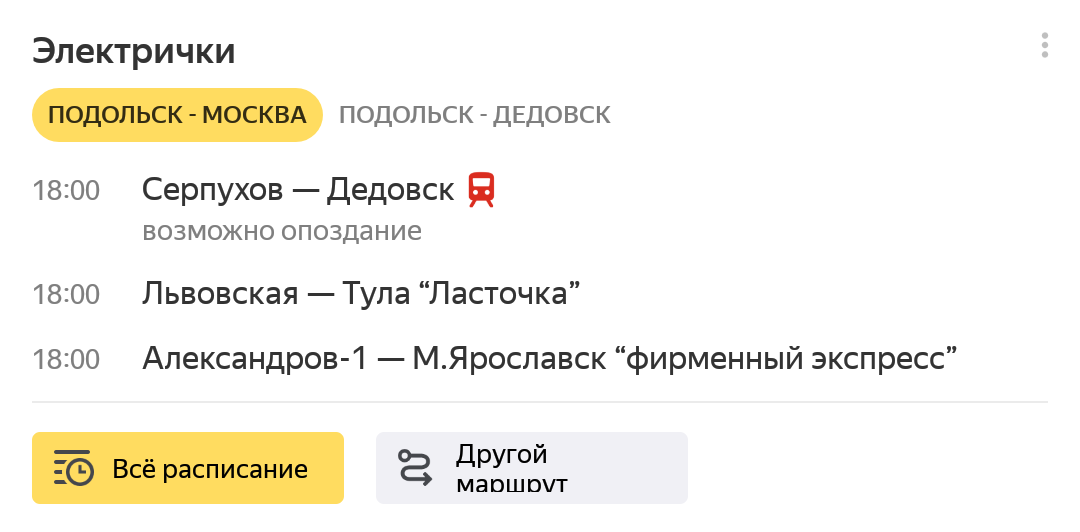 Электрички
ПОДОЛЬСК - МОСКВА ПОДОЛЬСК - ДЕДОВСК
18:00 Серпухов — Дедовск
возможно опоздание
18:00 Львовская — Тула “Ласточка”
18:00 Александров-1 — М.Ярославск “фирменный экспресс”
Всё расписание
Другой
маршрут